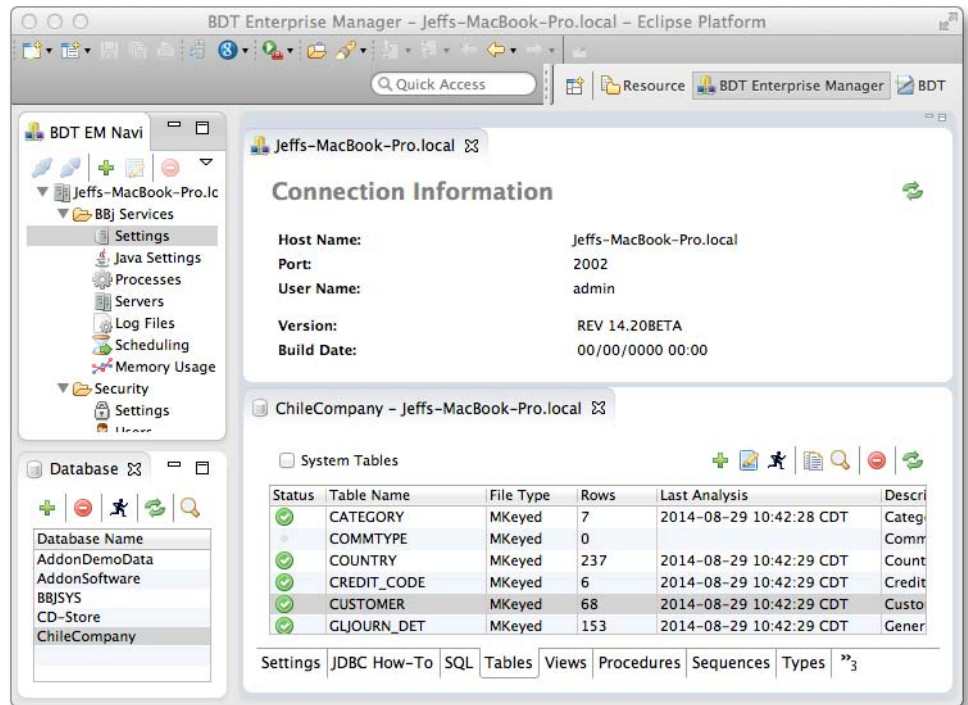 BDT Enterprise Manager – Jeffs-MacBook-Pro.local – Eclipse Platform
Quick Access
Resource
BDT Enterprise Manager
BDT
BDT EM Navi
Jeffs-MacBook-Pro.lc
BBj Services
Settings
Java Settings
Processes
Servers
Log Files
Scheduling
Memory Usage
Security
Settings
Users
Jeffs-MacBook-Pro.local
Connection Information
Host Name: Jeffs-MacBook-Pro.local
Port: 2002
User Name: admin
Version: REV 14.20BETA
Build Date: 00/00/0000 00:00
Database
Database Name
AddonDemoData
AddonSoftware
BBJSYS
CD-Store
ChileCompany
ChileCompany – Jeffs-MacBook-Pro.local
System Tables
Status Table Name File Type Rows Last Analysis Descri
CATEGORY MKeyed 7 2014-08-29 10:42:28 CDT Categ
COMMTYPE MKeyed 0 Comm
COUNTRY MKeyed 237 2014-08-29 10:42:29 CDT Count
CREDIT_CODE MKeyed 6 2014-08-29 10:42:29 CDT Credit
CUSTOMER MKeyed 68 2014-08-29 10:42:29 CDT Custo
GLJOURN_DET MKeyed 153 2014-08-29 10:42:29 CDT Gener
Settings JDBC How-To SQL Tables Views Procedures Sequences Types »3